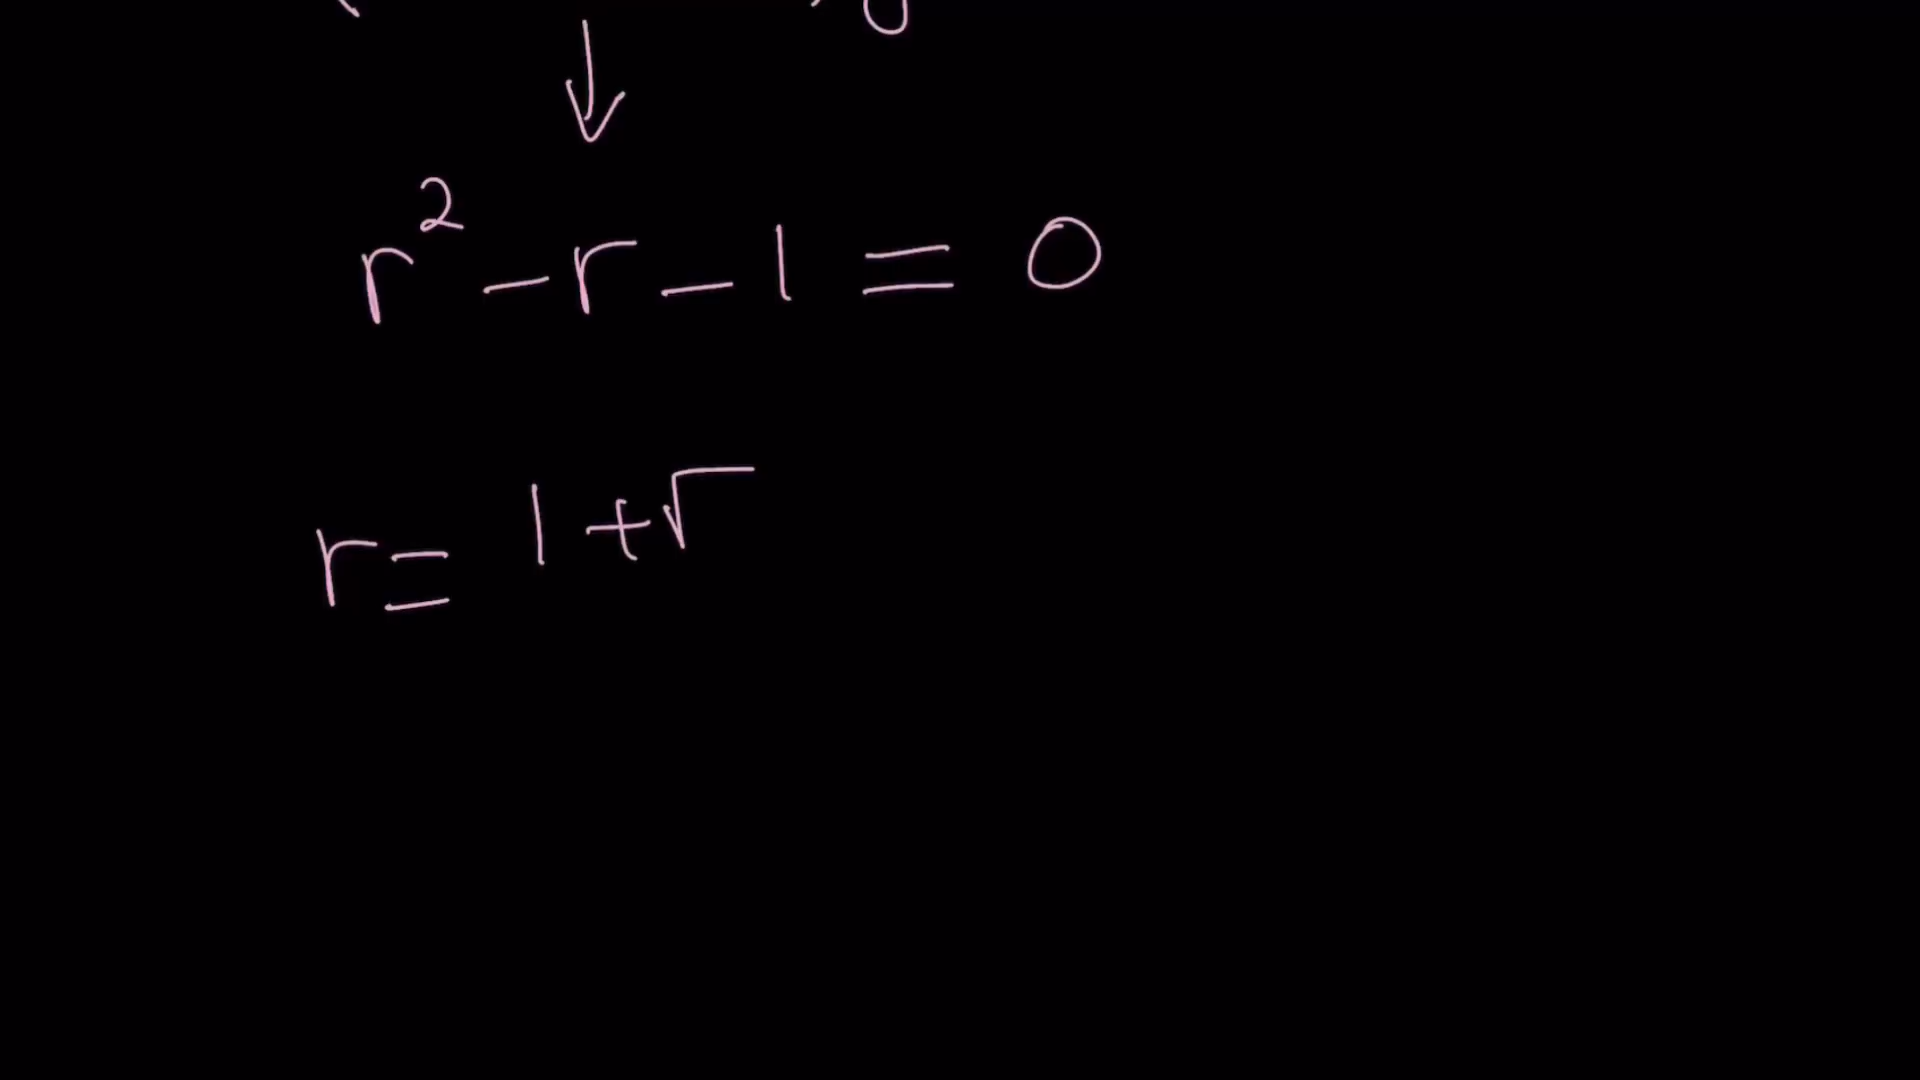 r² - r - 1 = 0
r = 1 + √